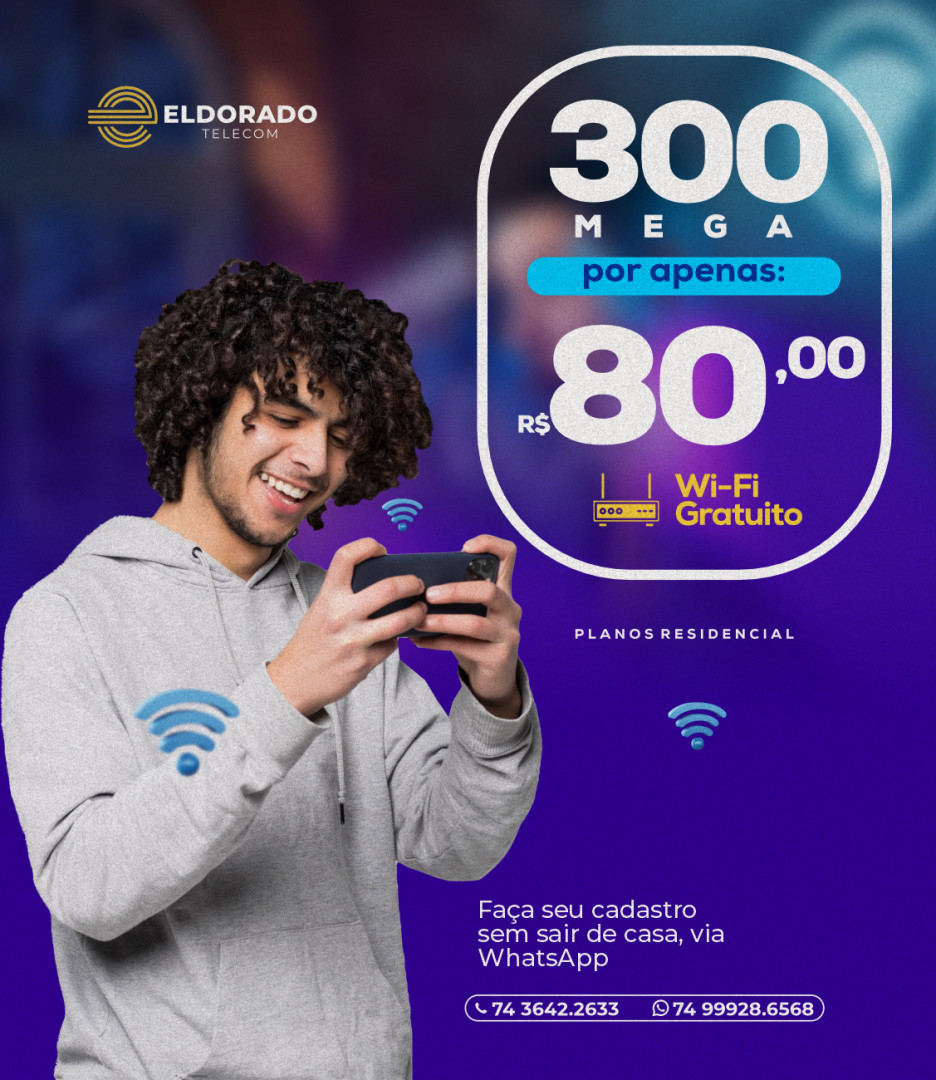 ELDORADO
TELECOM
300
MEGA
por apenas:
R$80,00
Wi-Fi
Gratuito
PLANOS RESIDENCIAL
Faça seu cadastro
sem sair de casa, via
WhatsApp
74 3642.2633 74 99928.6568